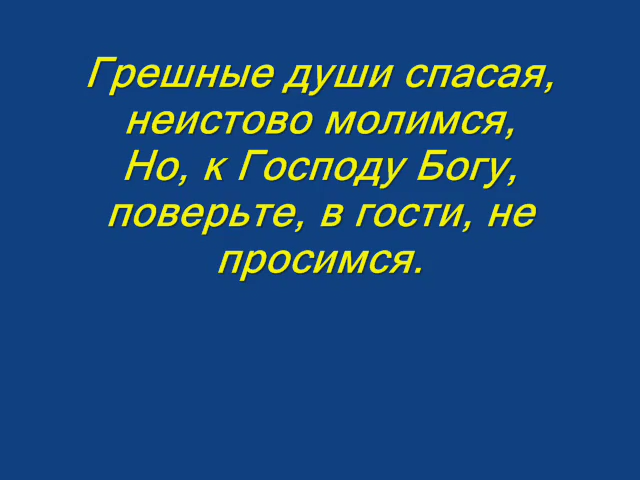 Грешные души спасая,
неистово молимся,
Но, к Господу Богу,
поверьте, в гости, не
просимся.